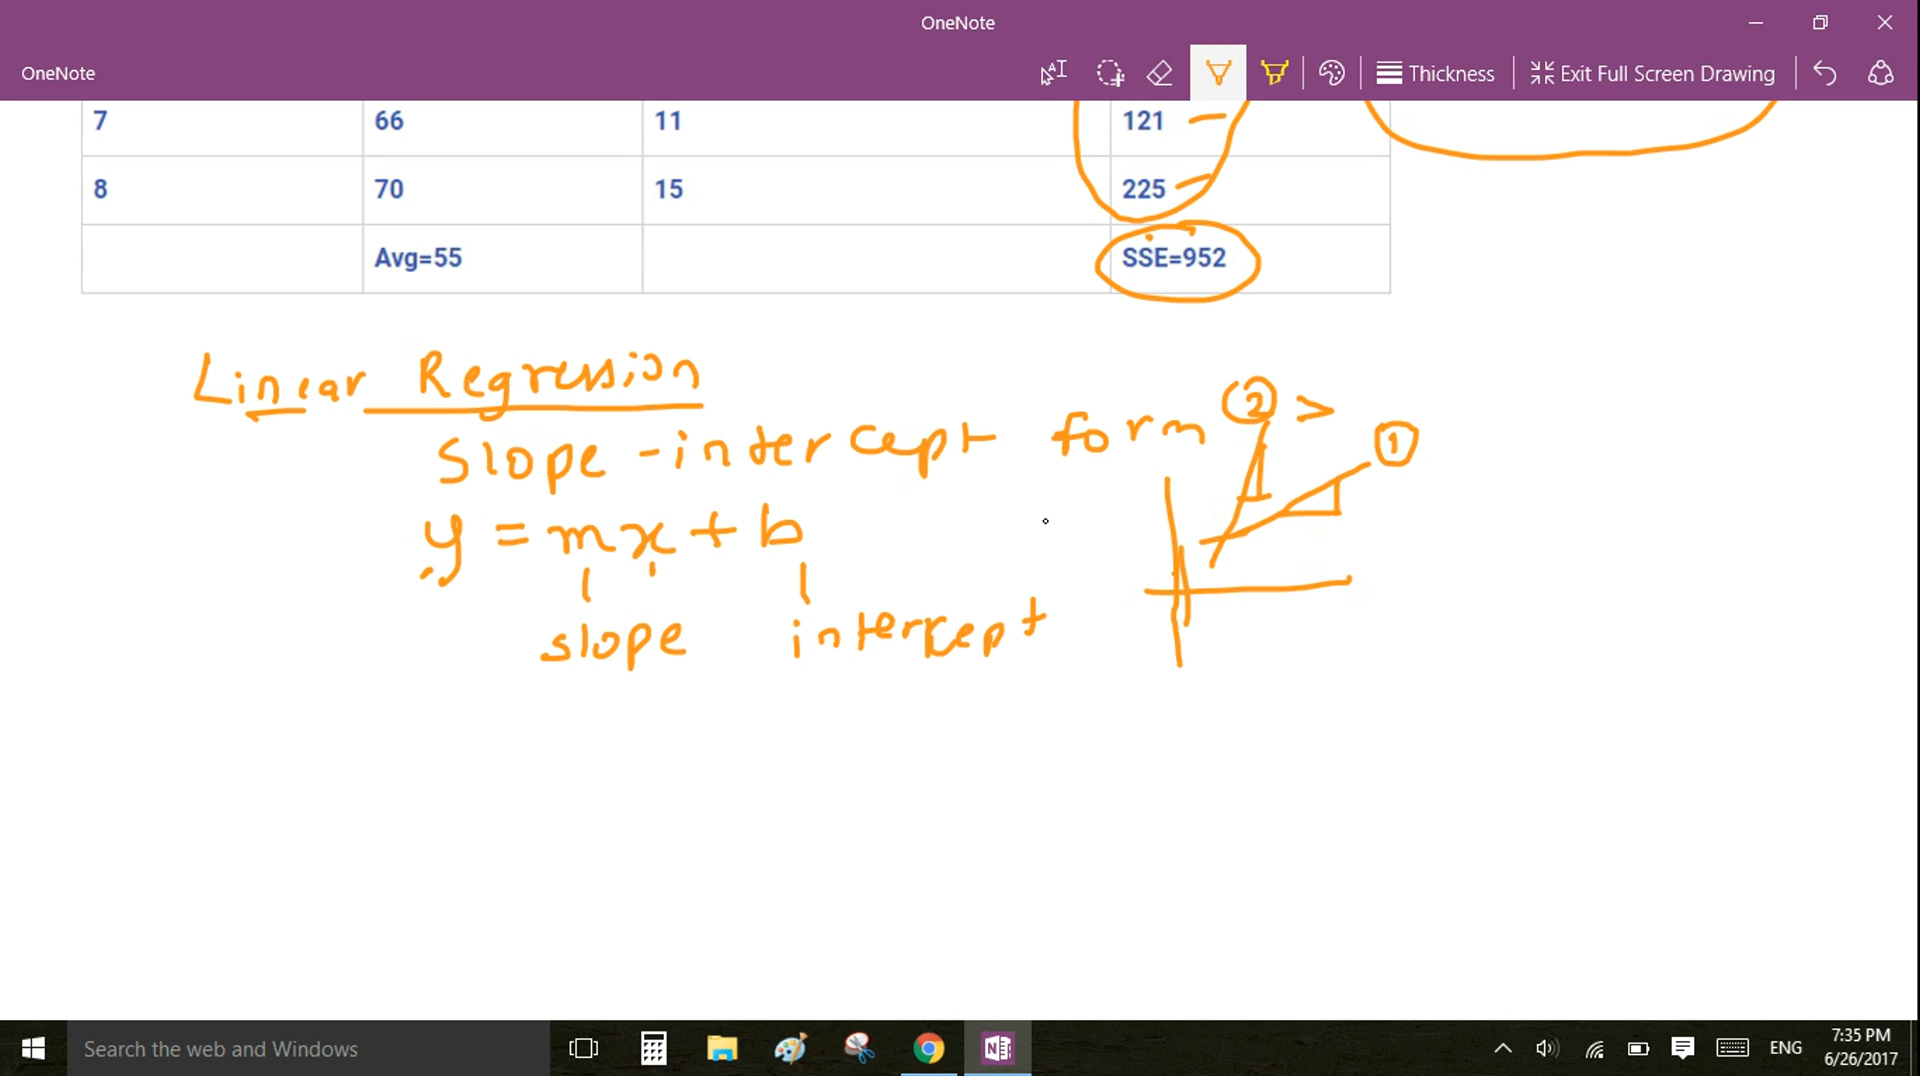 OneNote
OneNote
Thickness
Exit Full Screen Drawing
7 66 11 121
8 70 15 225
Avg=55 SSE=952
Linear Regression
slope-intercept form
② >
①
y = mx + b
slope intercept
Search the web and Windows
ENG
7:35 PM
6/26/2017